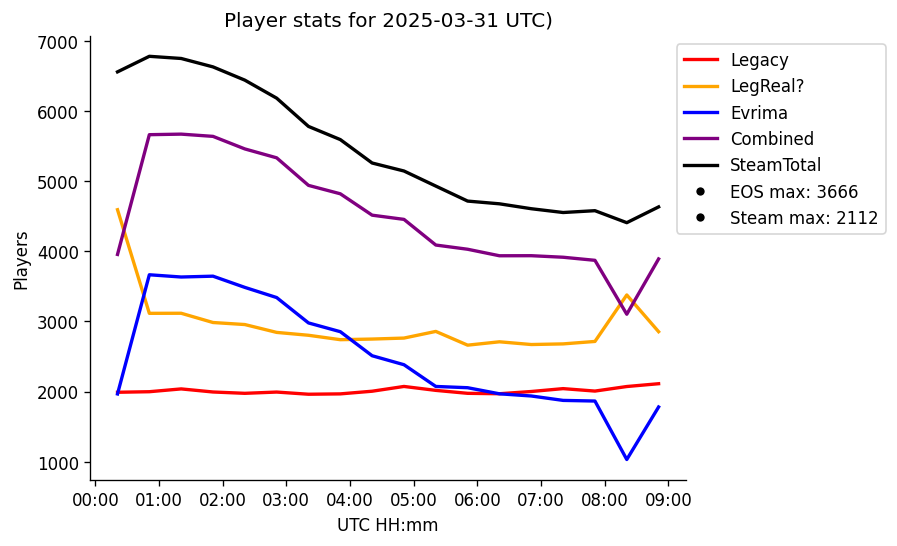 Player stats for 2025-03-31 UTC)
7000
6000
5000
4000
3000
2000
1000
Players
00:00 01:00 02:00 03:00 04:00 05:00 06:00 07:00 08:00 09:00
UTC HH:mm
Legacy
LegReal?
Evrima
Combined
SteamTotal
EOS max: 3666
Steam max: 2112